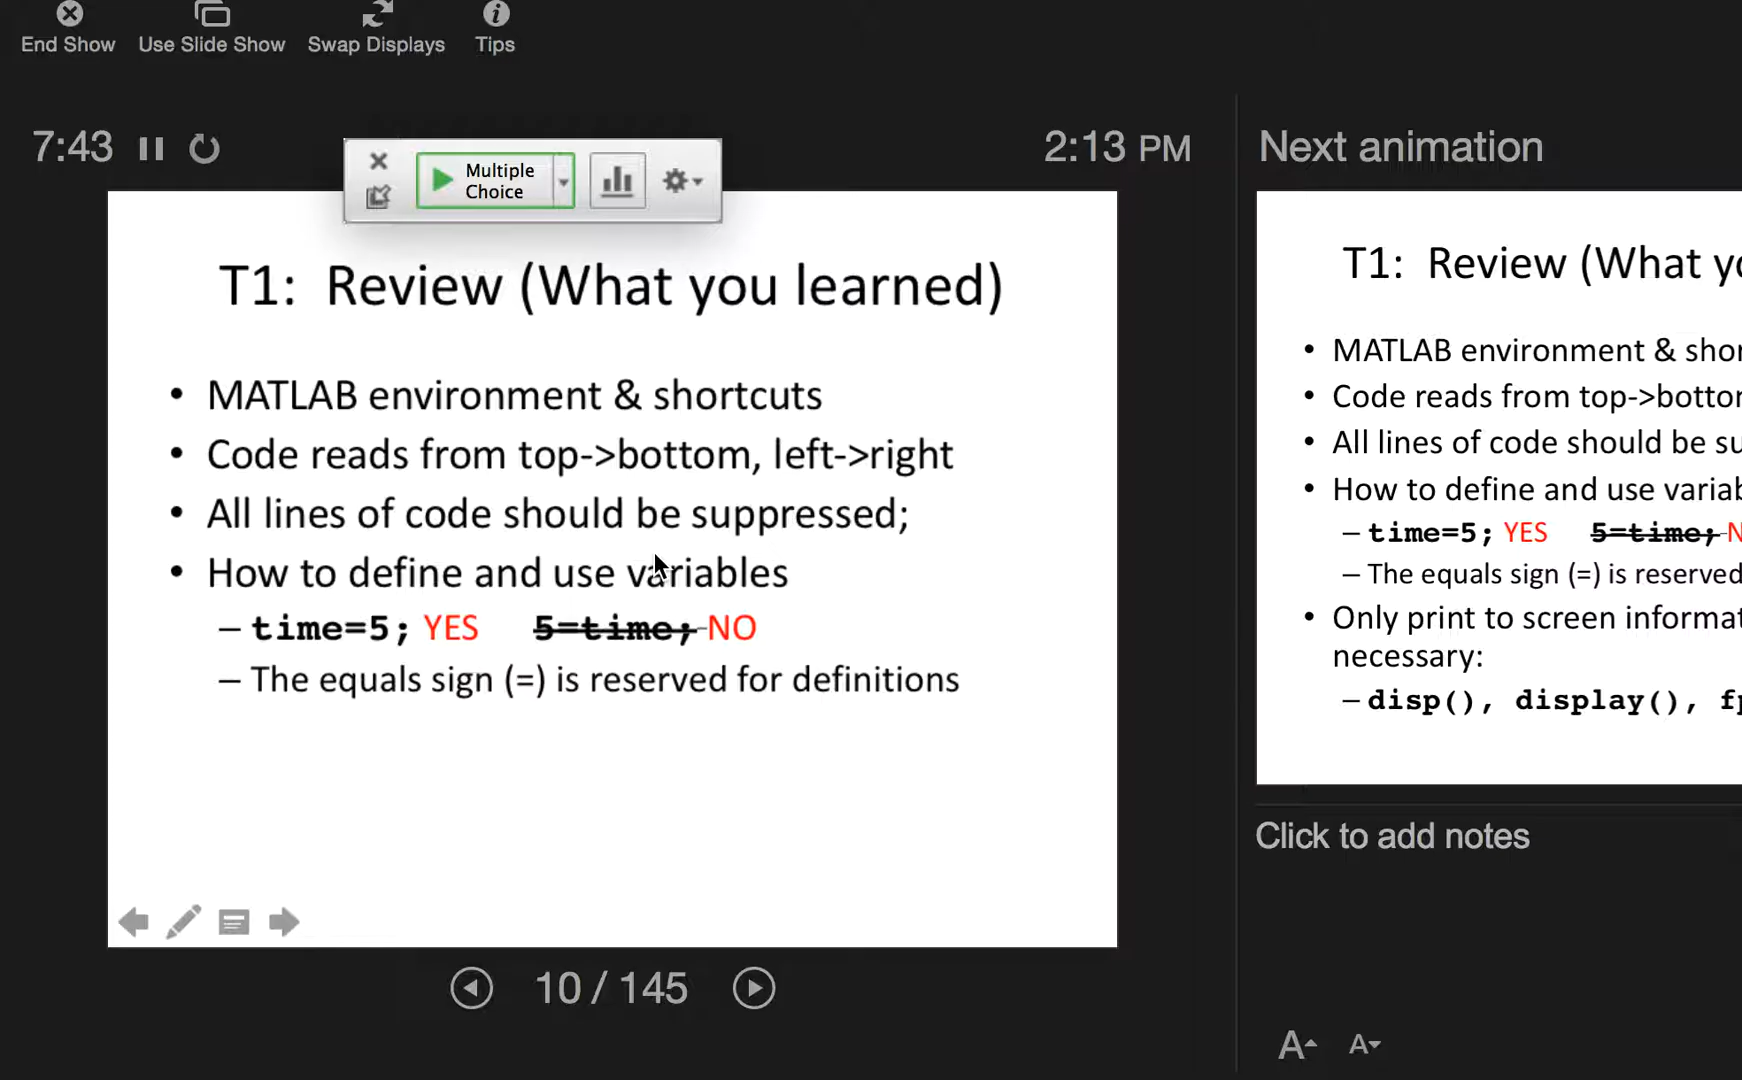 End Show Use Slide Show Swap Displays Tips
7:43 2:13 PM Next animation
Multiple
Choice
T1: Review (What you learned)
• MATLAB environment & shortcuts
• Code reads from top->bottom, left->right
• All lines of code should be suppressed;
• How to define and use variables
– time=5; YES 5=time; NO
– The equals sign (=) is reserved for definitions
10 / 145
T1: Review (What yo
• MATLAB environment & shor
• Code reads from top->bottom
• All lines of code should be su
• How to define and use variab
– time=5; YES 5=time; N
– The equals sign (=) is reserved
• Only print to screen informat
necessary:
– disp(), display(), fp
Click to add notes
A A